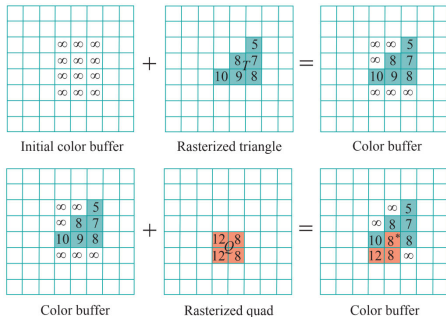 ∞ ∞ ∞
∞ ∞ ∞
∞ ∞ ∞
∞ ∞ ∞
Initial color buffer
+
5
8 T 7
10 9 8
Rasterized triangle
=
∞ ∞ 5
∞ 8 7
10 9 8
∞ ∞ ∞
Color buffer
∞ ∞ 5
∞ 8 7
10 9 8
∞ ∞ ∞
Color buffer
+
12 8
Q
12 8
Rasterized quad
=
∞ 5
∞ 8 7
10 8* 8
12 8 ∞
Color buffer